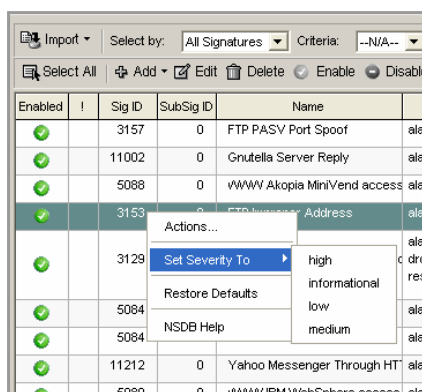 Import Select by: All Signatures Criteria: --N/A--
Select All Add Edit Delete Enable
Enabled ! Sig ID SubSig ID Name
3157 0 FTP PASV Port Spoof
11002 0 Gnutella Server Reply
5088 0 WWW Akopia MiniVend access
3153 0 Address
Actions...
3129
Set Severity To high
informational
Restore Defaults
low
5084
NSDB Help
medium
5084
11212 0 Yahoo Messenger Through